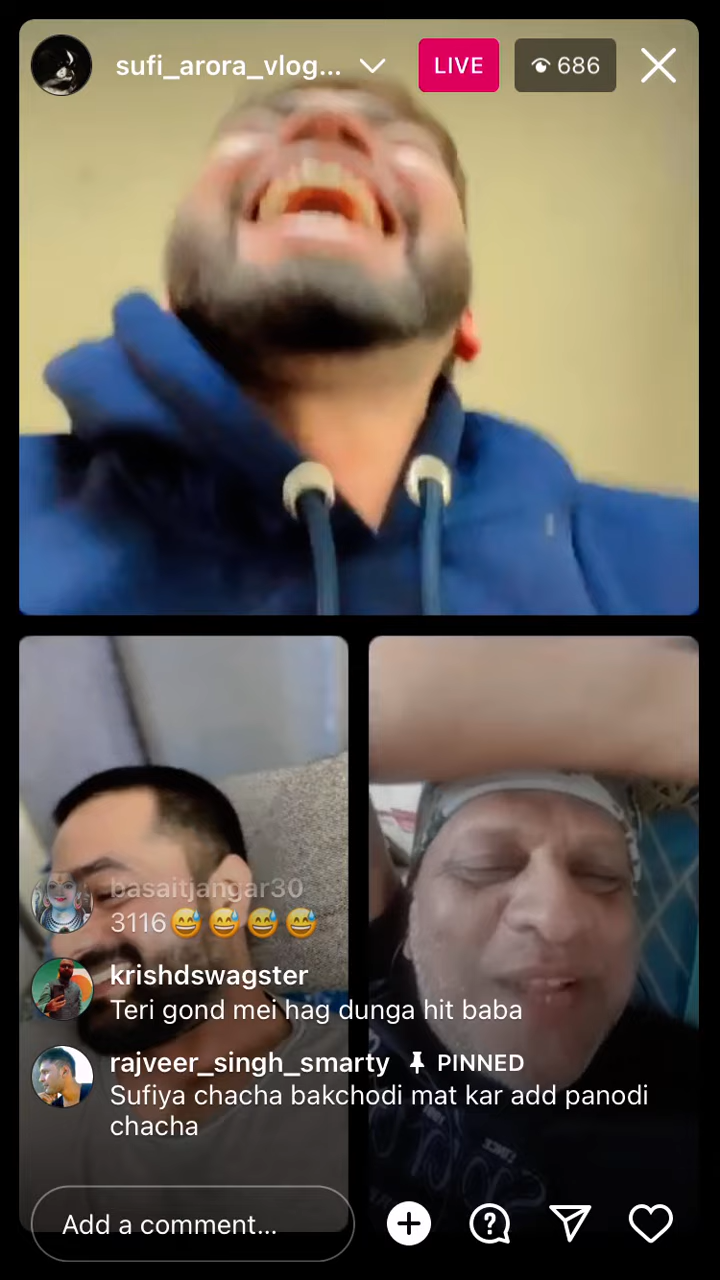 sufi_arora_vlog...
LIVE
686
basaitjangar30
3116😅😅😅😅
krishdswagster
Teri gond mei hag dunga hit baba
rajveer_singh_smarty PINNED
Sufiya chacha bakchodi mat kar add panodi
chacha
Add a comment...